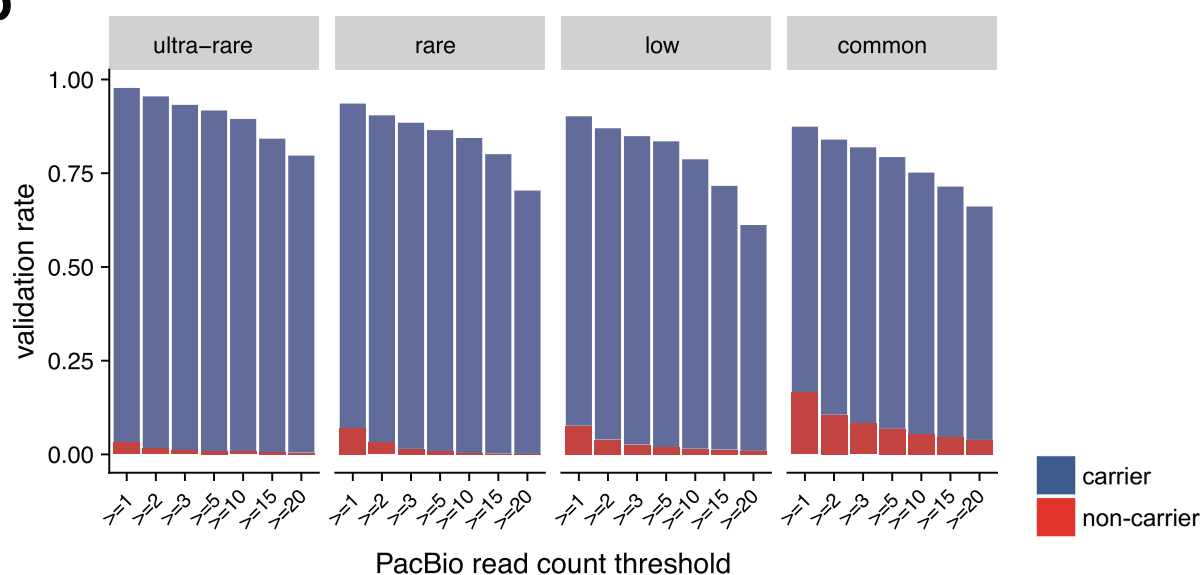 ultra−rare rare low common
1.00
0.75
0.50
0.25
0.00
validation rate
>=1 >=2 >=3 >=5 >=10 >=15 >=20 >=1 >=2 >=3 >=5 >=10 >=15 >=20 >=1 >=2 >=3 >=5 >=10 >=15 >=20 >=1 >=2 >=3 >=5 >=10 >=15 >=20
PacBio read count threshold
carrier
non-carrier